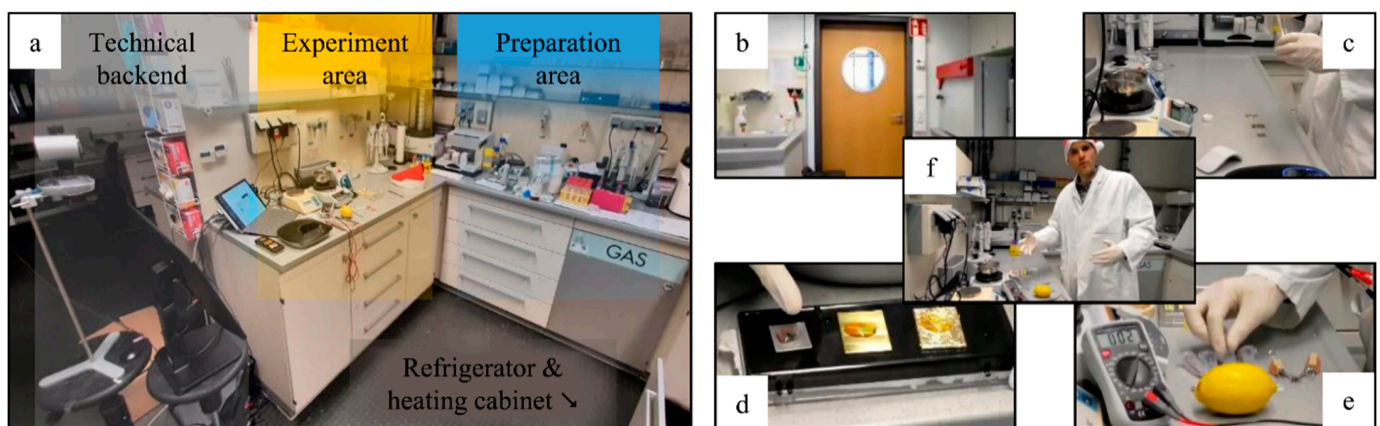 a
Technical
backend
Experiment
area
Preparation
area
GAS
Refrigerator &
heating cabinet ↘
b
c
f
GAS
d
e